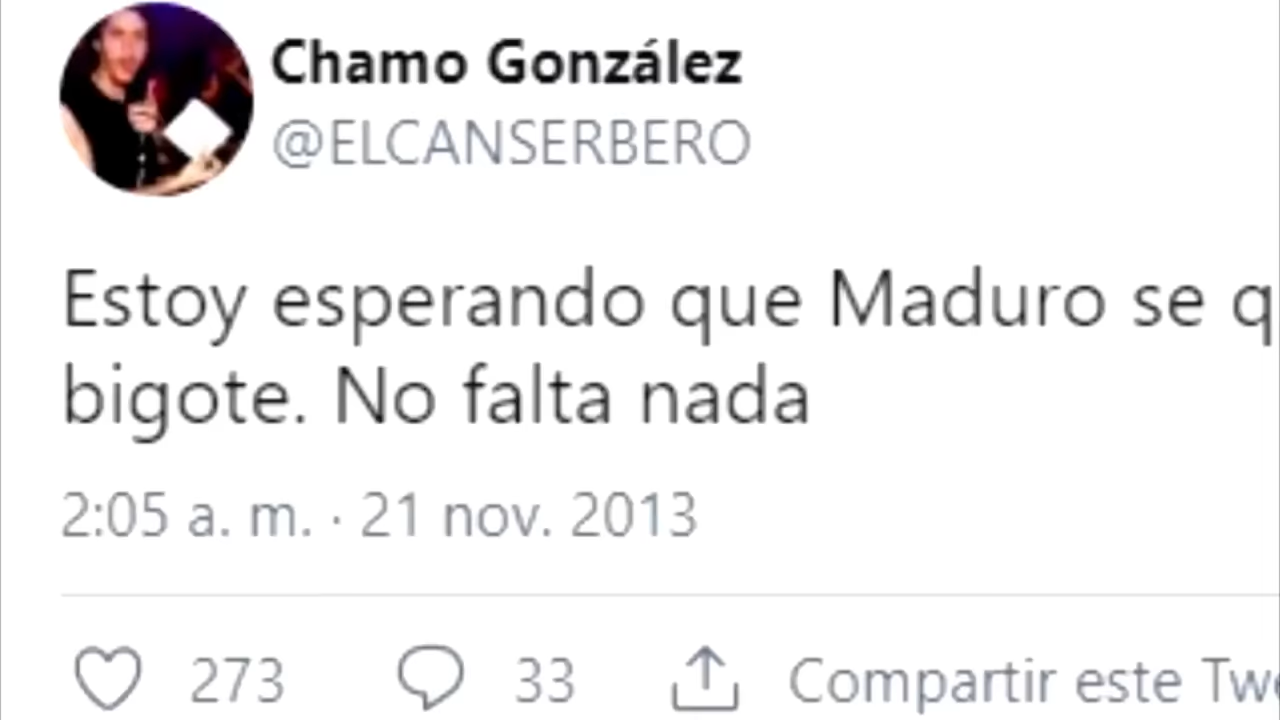 Chamo González
@ELCANSERBERO
Estoy esperando que Maduro se q
bigote. No falta nada
2:05 a. m. · 21 nov. 2013
273 33 Compartir este Twe